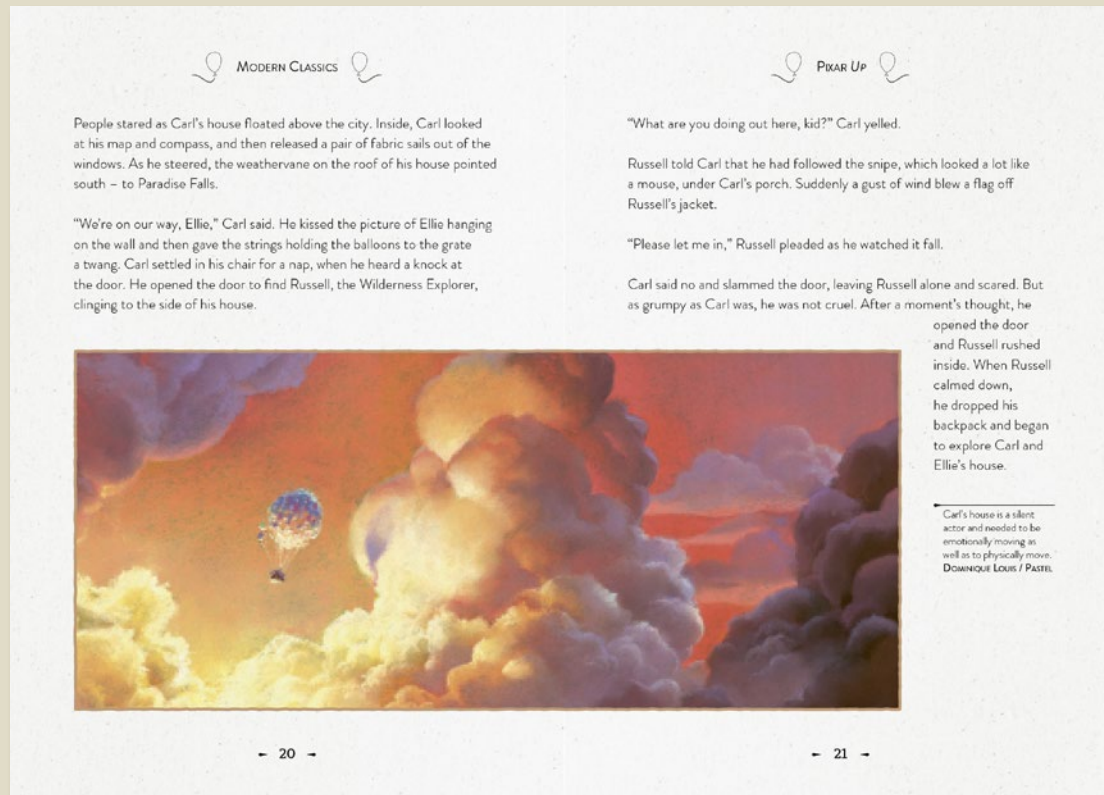 Modern Classics
People stared as Carl's house floated above the city. Inside, Carl looked
at his map and compass, and then released a pair of fabric sails out of the
windows. As he steered, the weathervane on the roof of his house pointed
south – to Paradise Falls.
“We're on our way, Ellie,” Carl said. He kissed the picture of Ellie hanging
on the wall and then gave the strings holding the balloons to the grate
a twang. Carl settled in his chair for a nap, when he heard a knock at
the door. He opened the door to find Russell, the Wilderness Explorer,
clinging to the side of his house.
20
Pixar Up
“What are you doing out here, kid?” Carl yelled.
Russell told Carl that he had followed the snipe, which looked a lot like
a mouse, under Carl's porch. Suddenly a gust of wind blew a flag off
Russell's jacket.
“Please let me in,” Russell pleaded as he watched it fall.
Carl said no and slammed the door, leaving Russell alone and scared. But
as grumpy as Carl was, he was not cruel. After a moment's thought, he
opened the door
and Russell rushed
inside. When Russell
calmed down,
he dropped his
backpack and began
to explore Carl and
Ellie's house.
Carl's house is a silent
actor and needed to be
emotionally moving as
well as to physically move.
Dominique Louis / Pastel
21